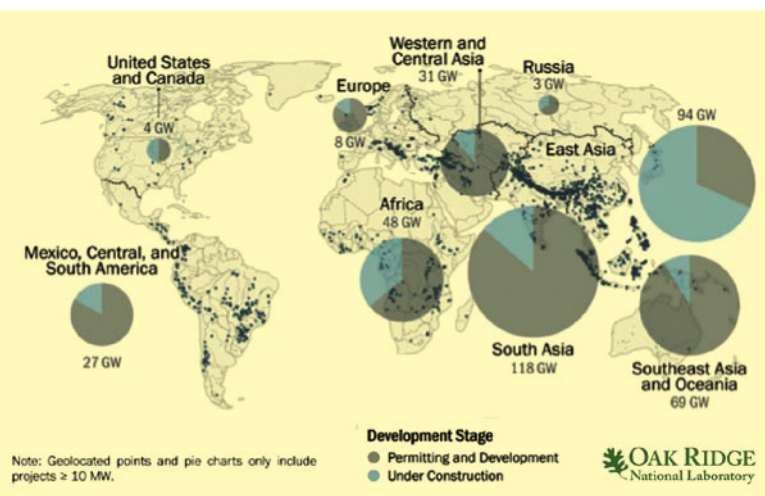 United States
and Canada
4 GW
Europe
8 GW
Western and
Central Asia
31 GW
Russia
3 GW
94 GW
East Asia
Africa
48 GW
Mexico, Central, and
South America
27 GW
South Asia
118 GW
Southeast Asia
and Oceania
69 GW
Development Stage
Permitting and Development
Under Construction
Note: Geolocated points and pie charts only include
projects ≥ 10 MW.
OAK RIDGE
National Laboratory